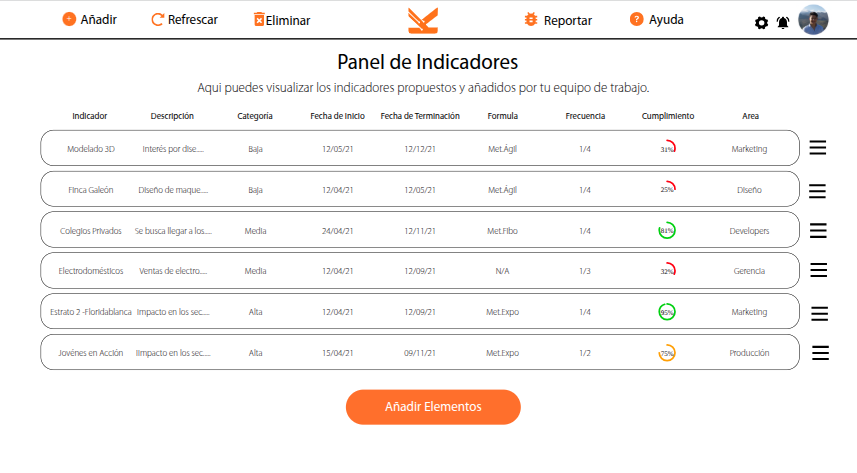 Añadir Refrescar Eliminar Reportar Ayuda
Panel de Indicadores
Aqui puedes visualizar los indicadores propuestos y añadidos por tu equipo de trabajo.
Indicador Descripción Categoría Fecha de Inicio Fecha de Terminación Formula Frecuencia Cumplimiento Area
Modelado 3D Interés por dise.... Baja 12/05/21 12/12/21 Met.Ágil 1/4 31% Marketing
Finca Galeón Diseño de maque.... Baja 12/04/21 12/05/21 Met.Ágil 1/4 25% Diseño
Colegios Privados Se busca llegar a los.... Media 24/04/21 12/11/21 Met.Fibo 1/4 81% Developers
Electrodomésticos Ventas de electro.... Media 12/04/21 12/09/21 N/A 1/3 32% Gerencia
Estrato 2 -Floridablanca Impacto en los sec.... Alta 12/04/21 12/09/21 Met.Expo 1/4 95% Marketing
Jovénes en Acción IImpacto en los sec.... Alta 15/04/21 09/11/21 Met.Expo 1/2 75% Producción
Añadir Elementos